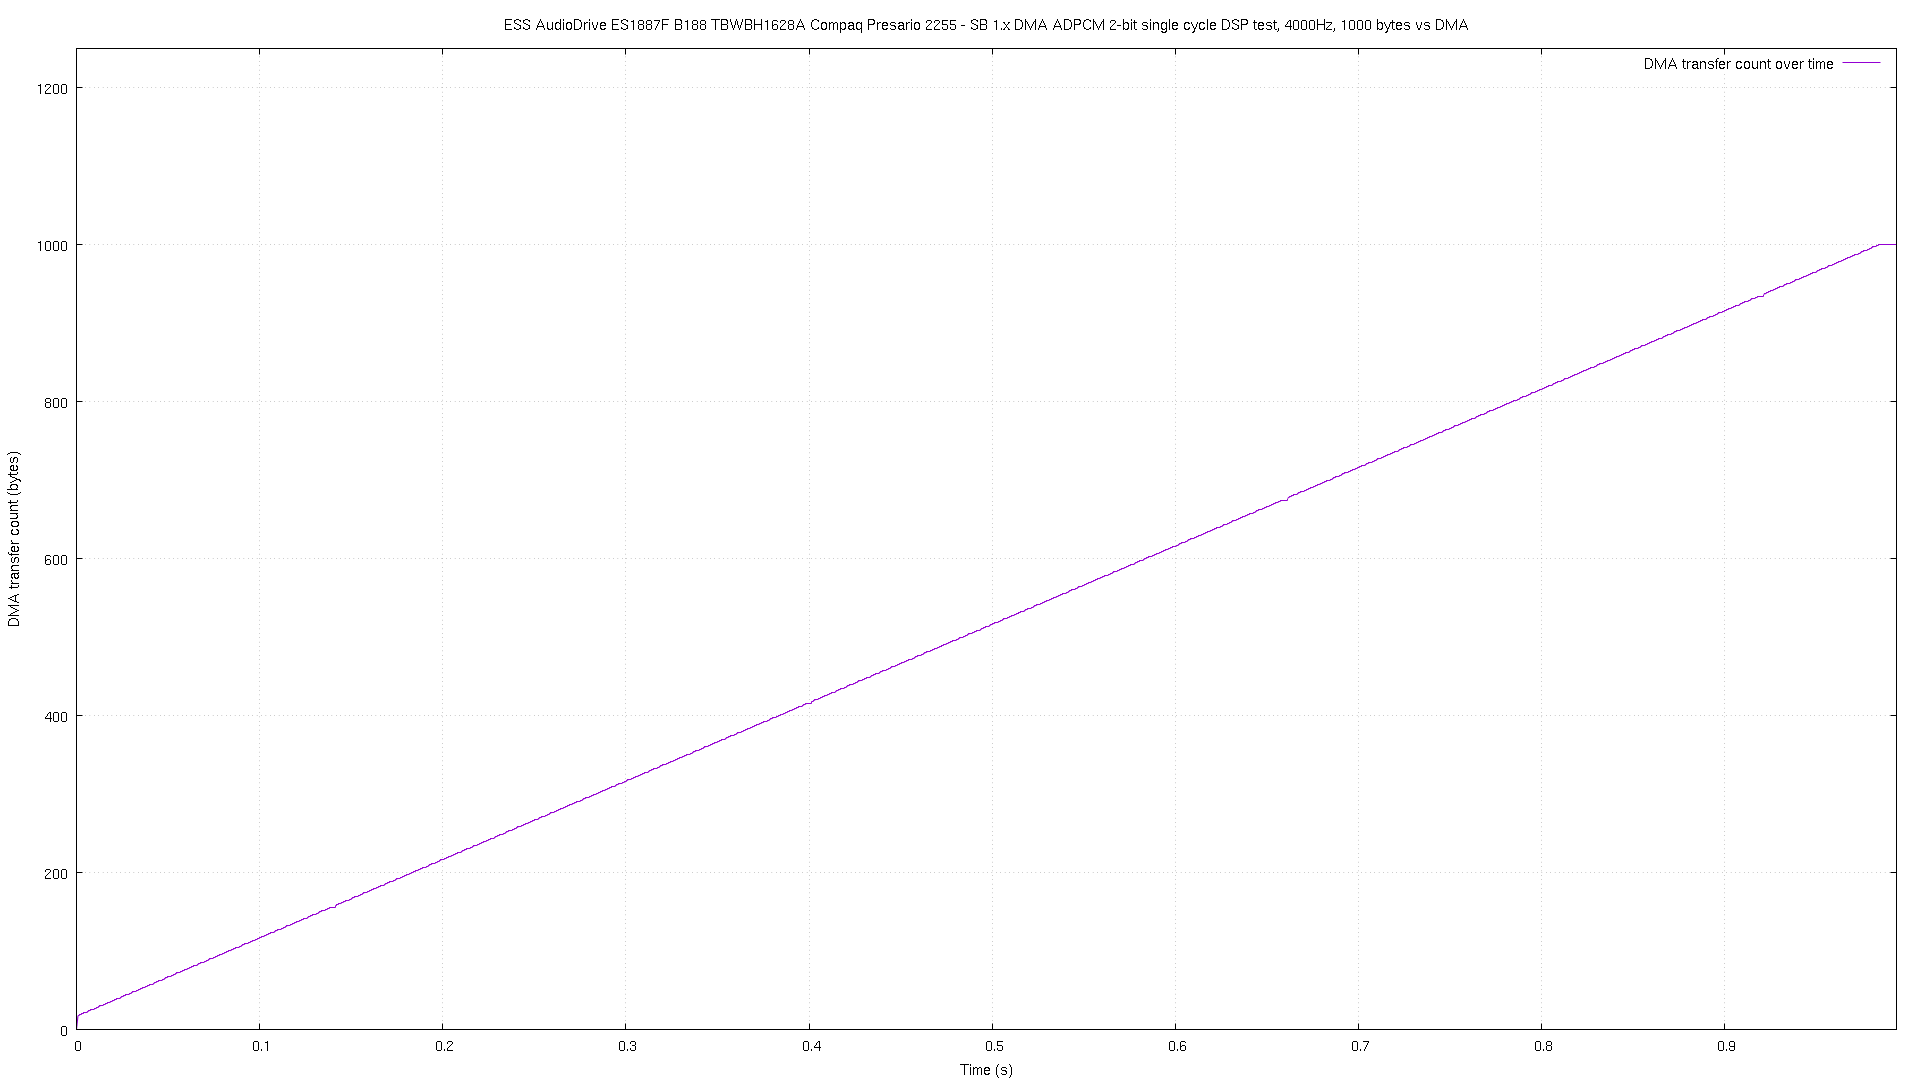 ESS AudioDrive ES1887F B188 TBWBH1628A Compaq Presario 2255 - SB 1.x DMA ADPCM 2-bit single cycle DSP test, 4000Hz, 1000 bytes vs DMA
DMA transfer count over time
1200
1000
800
600
400
200
0
DMA transfer count (bytes)
0 0.1 0.2 0.3 0.4 0.5 0.6 0.7 0.8 0.9
Time (s)